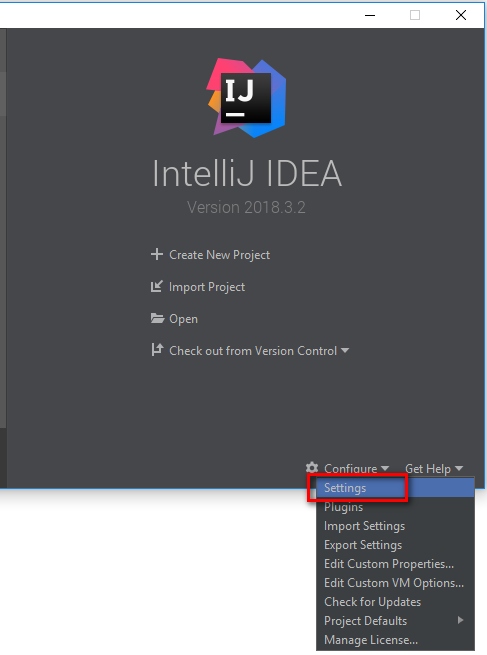 IJ
IntelliJ IDEA
Version 2018.3.2
Create New Project
Import Project
Open
Check out from Version Control
Configure Get Help
Settings
Plugins
Import Settings
Export Settings
Edit Custom Properties...
Edit Custom VM Options...
Check for Updates
Project Defaults
Manage License...